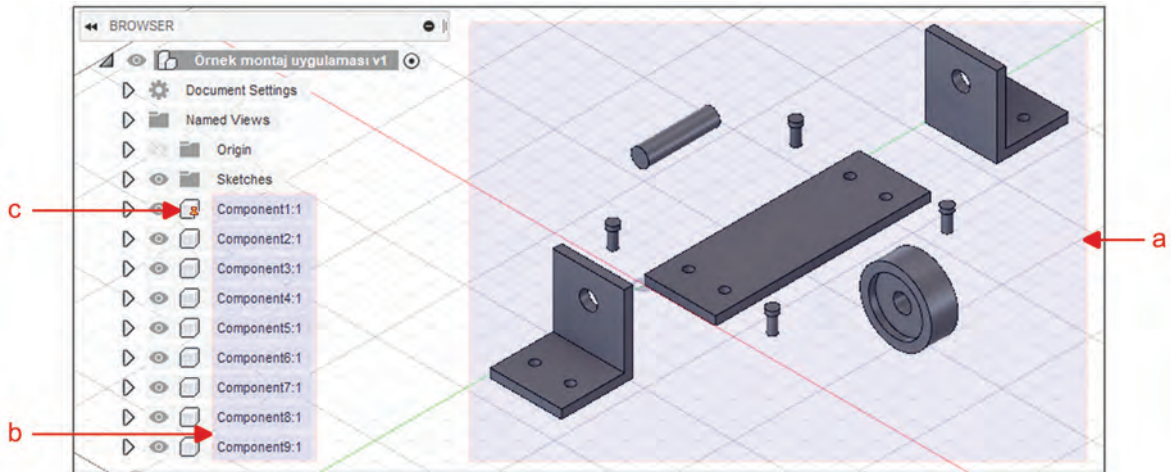 BROWSER
Örnek montaj uygulaması v1
Document Settings
Named Views
Origin
Sketches
c
Component1:1
Component2:1
a
Component3:1
Component4:1
Component5:1
Component6:1
Component7:1
Component8:1
b
Component9:1